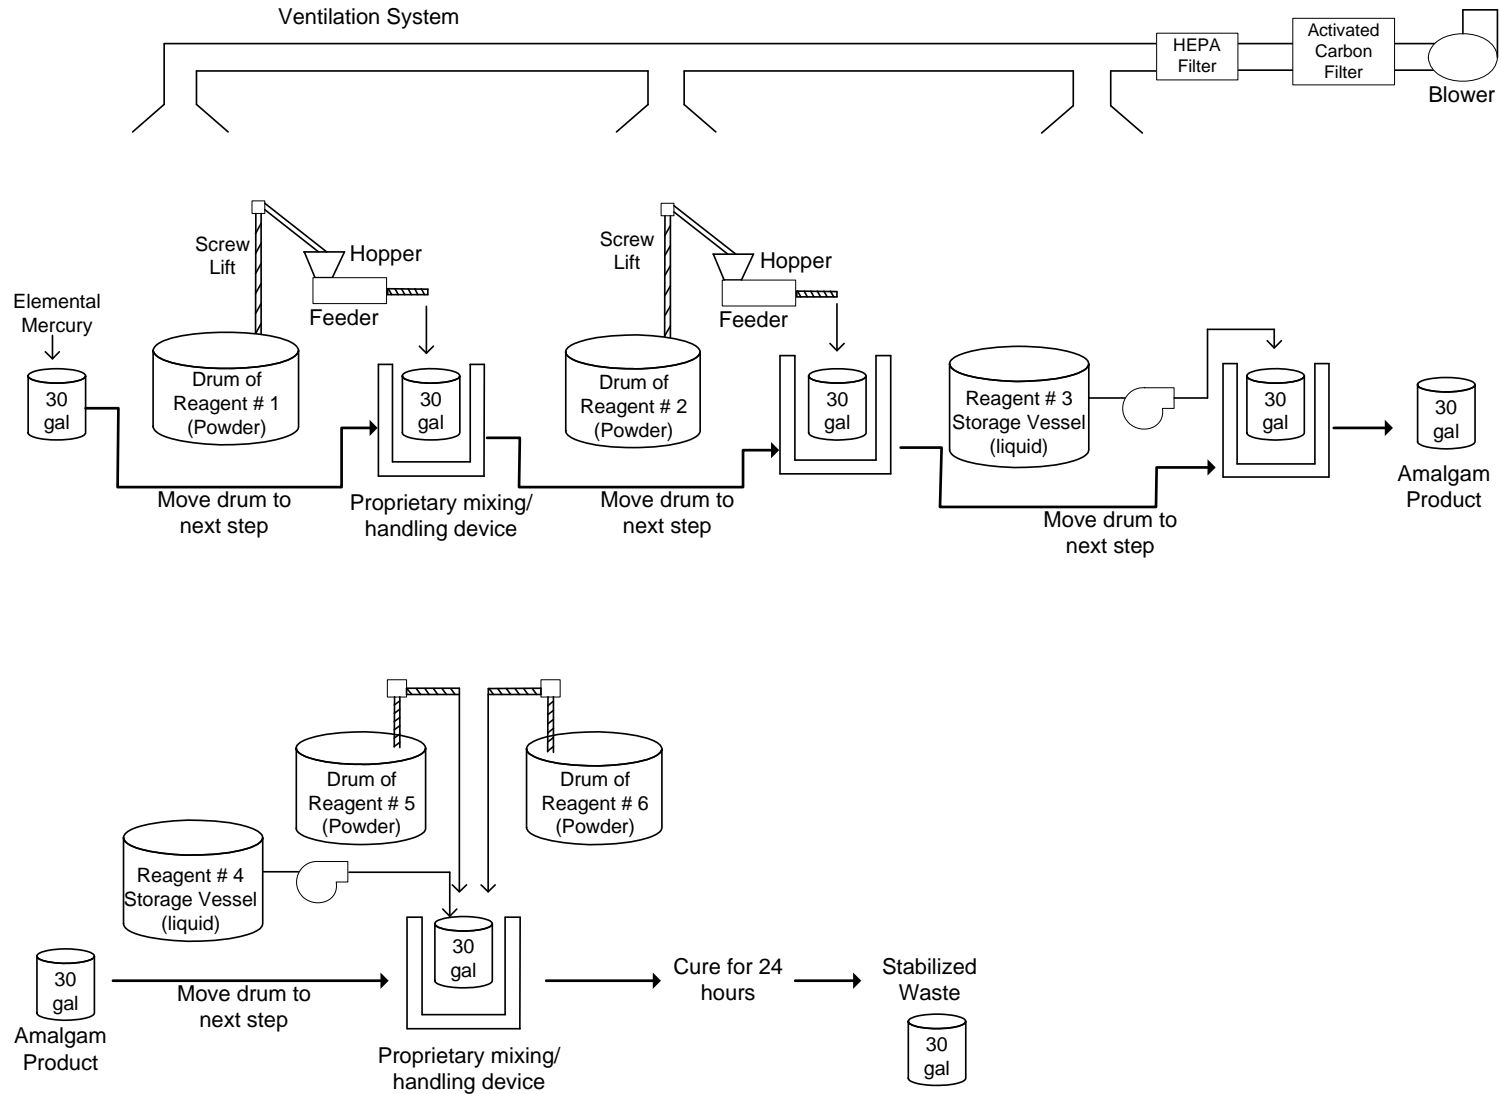 Ventilation System
HEPA
Filter
Activated
Carbon
Filter
Blower
Screw
Lift
Hopper
Feeder
Screw
Lift
Hopper
Feeder
Elemental
Mercury
30
gal
Drum of
Reagent # 1
(Powder)
30
gal
Drum of
Reagent # 2
(Powder)
30
gal
Reagent # 3
Storage Vessel
(liquid)
30
gal
30
gal
Amalgam
Product
Move drum to
next step
Proprietary mixing/
handling device
Move drum to
next step
Move drum to
next step
Drum of
Reagent # 5
(Powder)
Drum of
Reagent # 6
(Powder)
Reagent # 4
Storage Vessel
(liquid)
30
gal
Amalgam
Product
Move drum to
next step
30
gal
Proprietary mixing/
handling device
Cure for 24
hours
Stabilized
Waste
30
gal